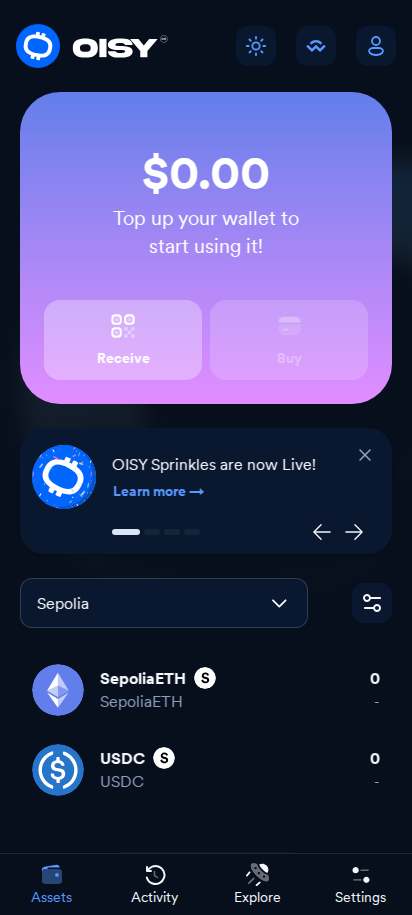 OISY
$0.00
Top up your wallet to
start using it!
Receive
Buy
OISY Sprinkles are now Live!
Learn more →
Sepolia
SepoliaETH S
0
SepoliaETH
-
USDC S
0
USDC
-
Assets
Activity
Explore
Settings